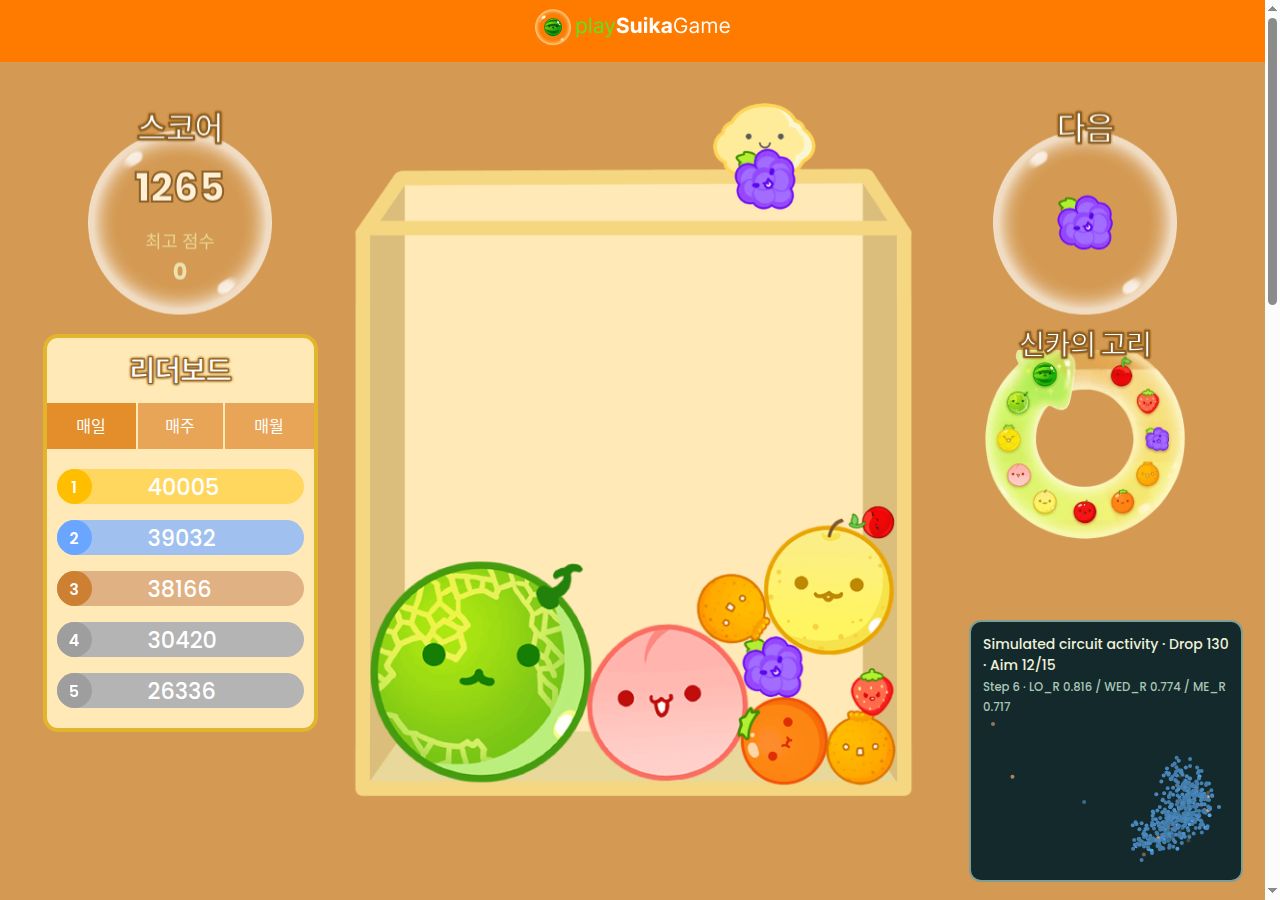 playSuikaGame
스코어
1265
최고 점수
0
다음
신카의 고리
리더보드
매일 매주 매월
1 40005
2 39032
3 38166
4 30420
5 26336
Simulated circuit activity · Drop 130
· Aim 12/15
Step 6 · LO_R 0.816 / WED_R 0.774 / ME_R
0.717